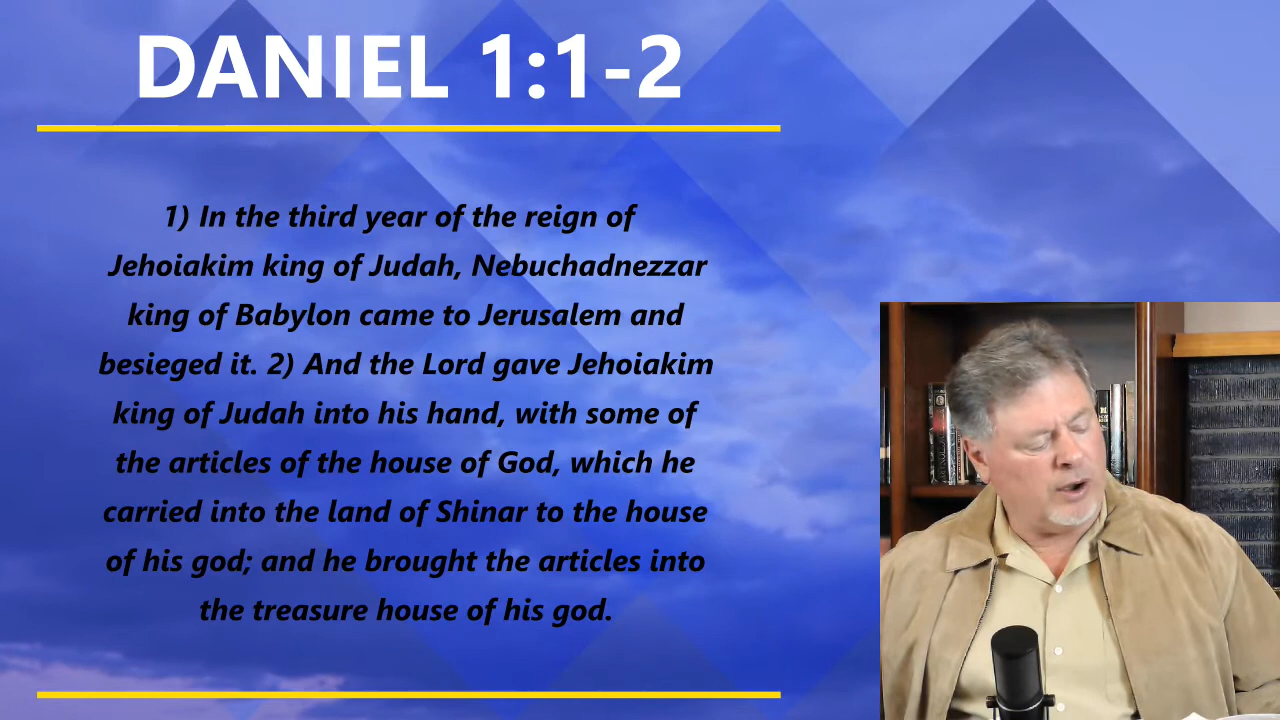 DANIEL 1:1-2
1) In the third year of the reign of
Jehoiakim king of Judah, Nebuchadnezzar
king of Babylon came to Jerusalem and
besieged it. 2) And the Lord gave Jehoiakim
king of Judah into his hand, with some of
the articles of the house of God, which he
carried into the land of Shinar to the house
of his god; and he brought the articles into
the treasure house of his god.